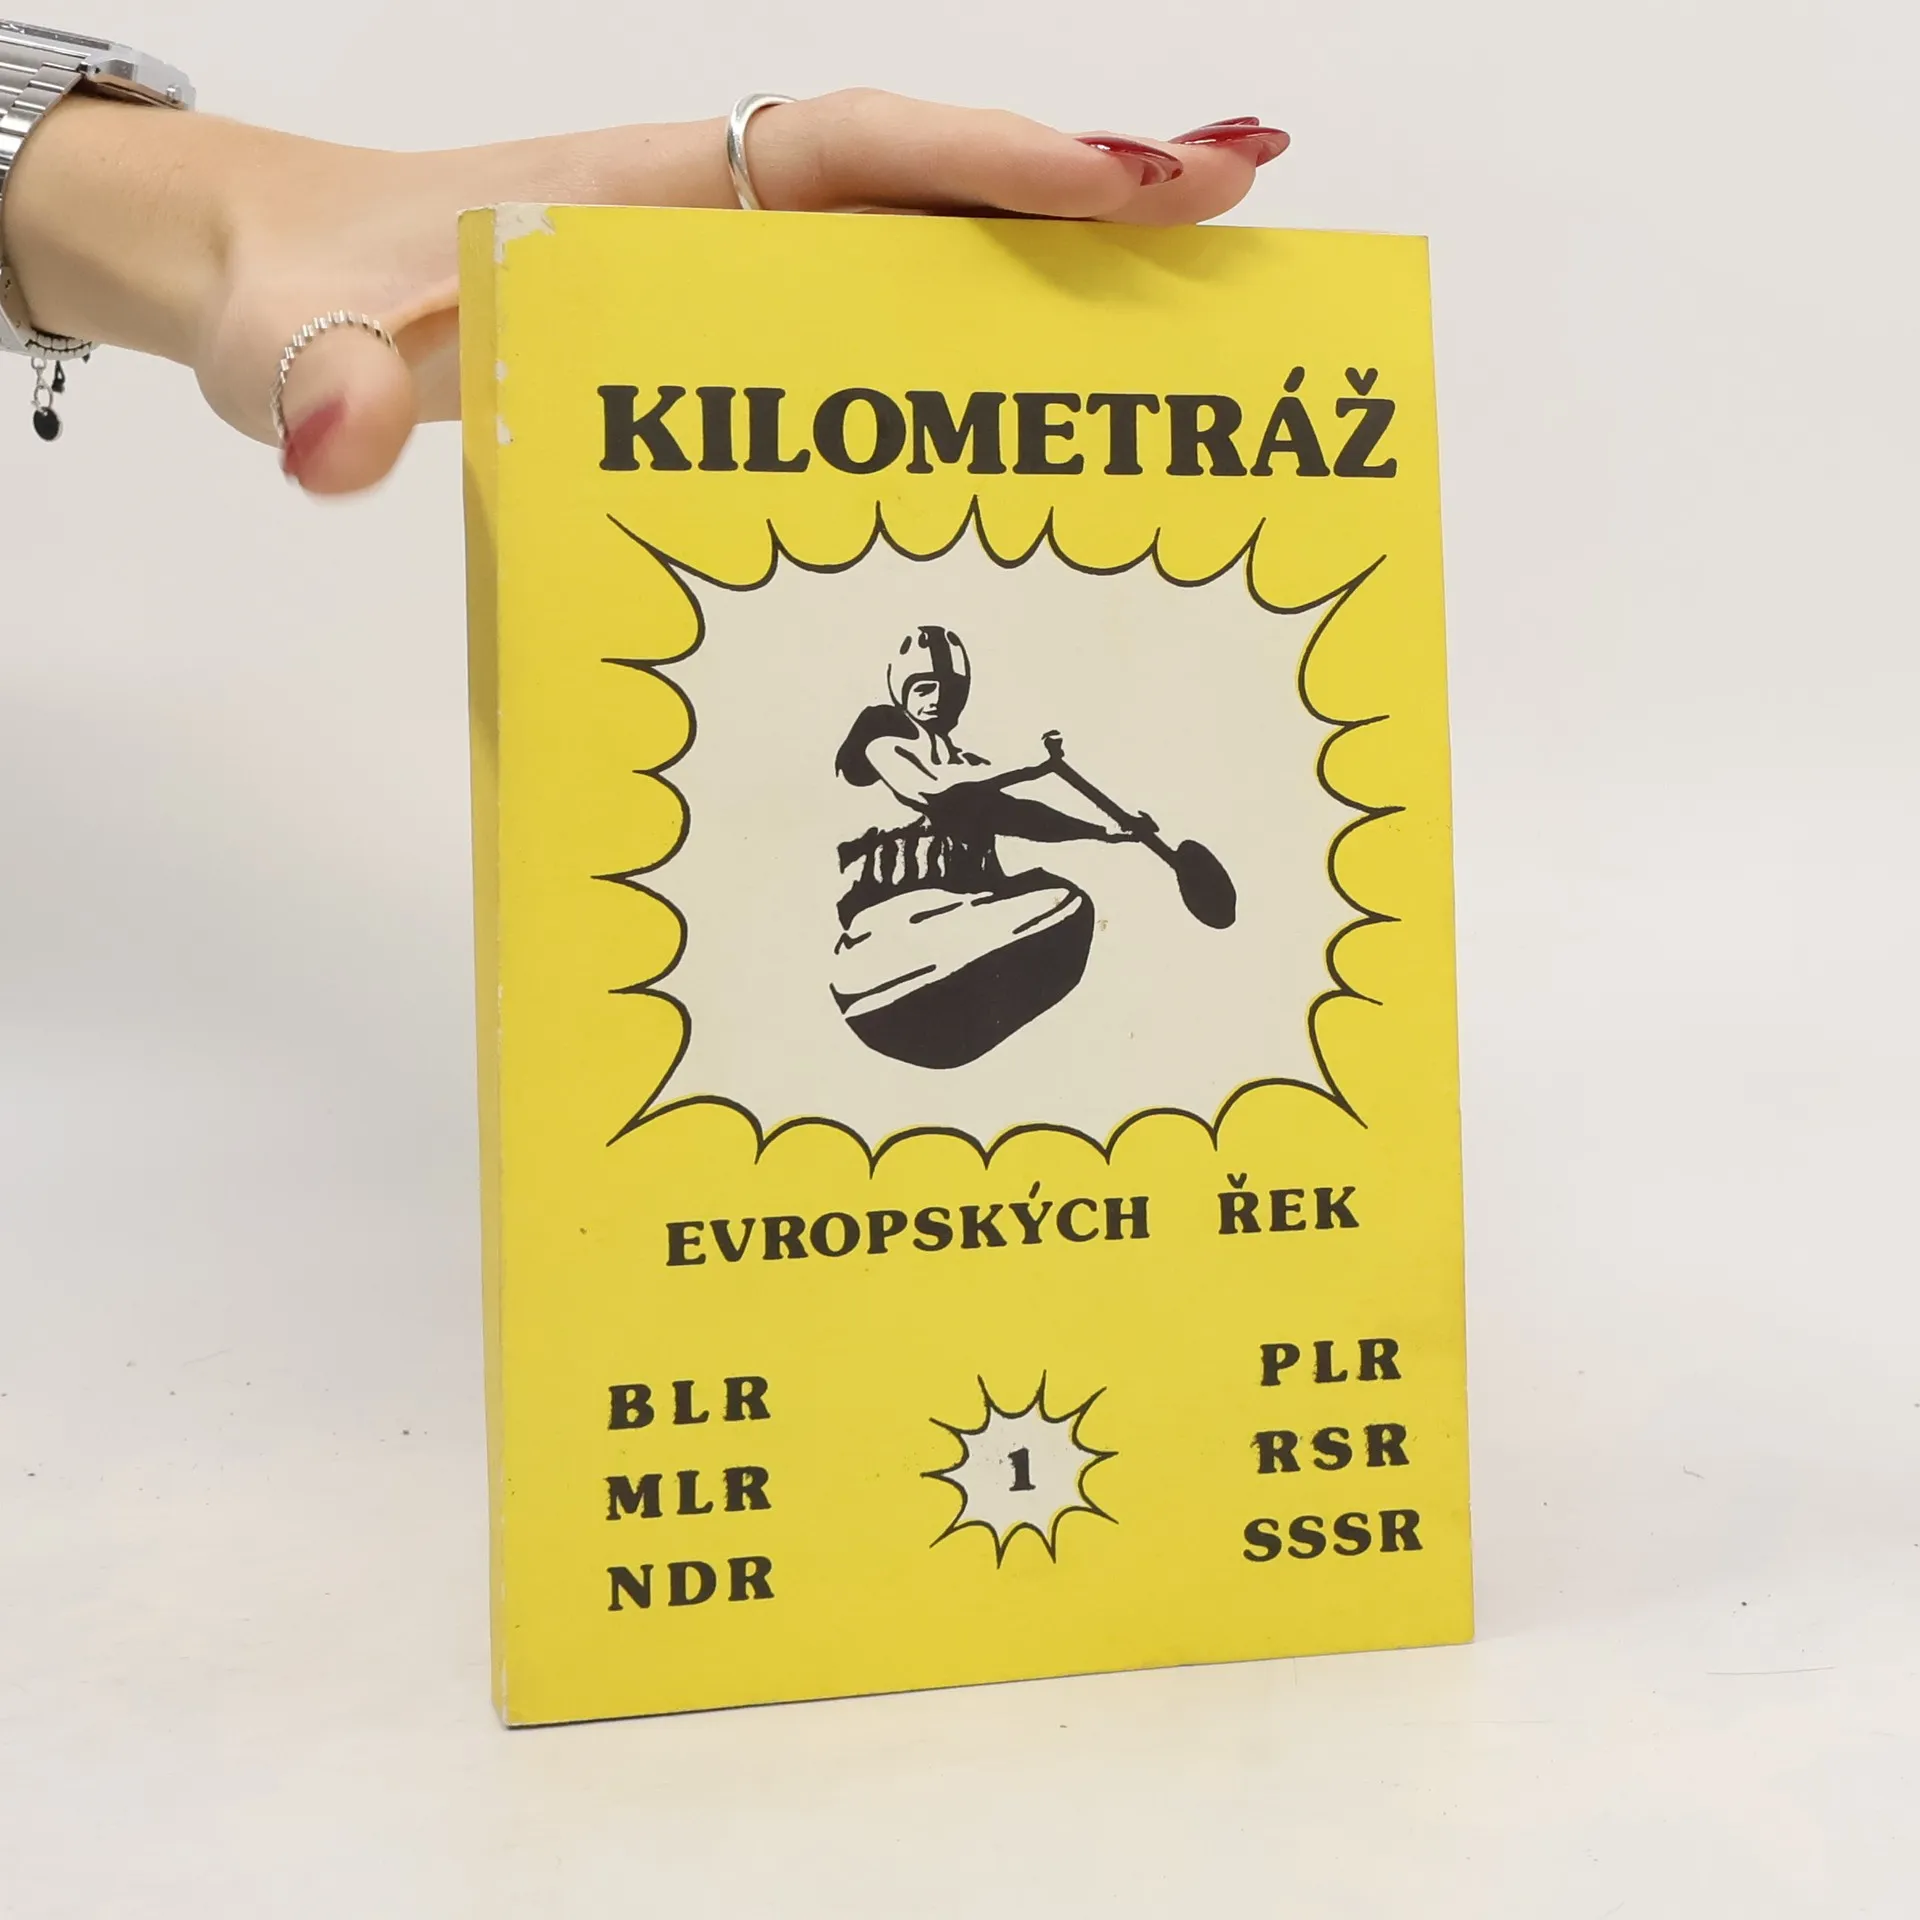 KILOMETRÁŽ
EVROPSKÝCH ŘEK
BLR
MLR
NDR
1
PLR
RSR
SSSR